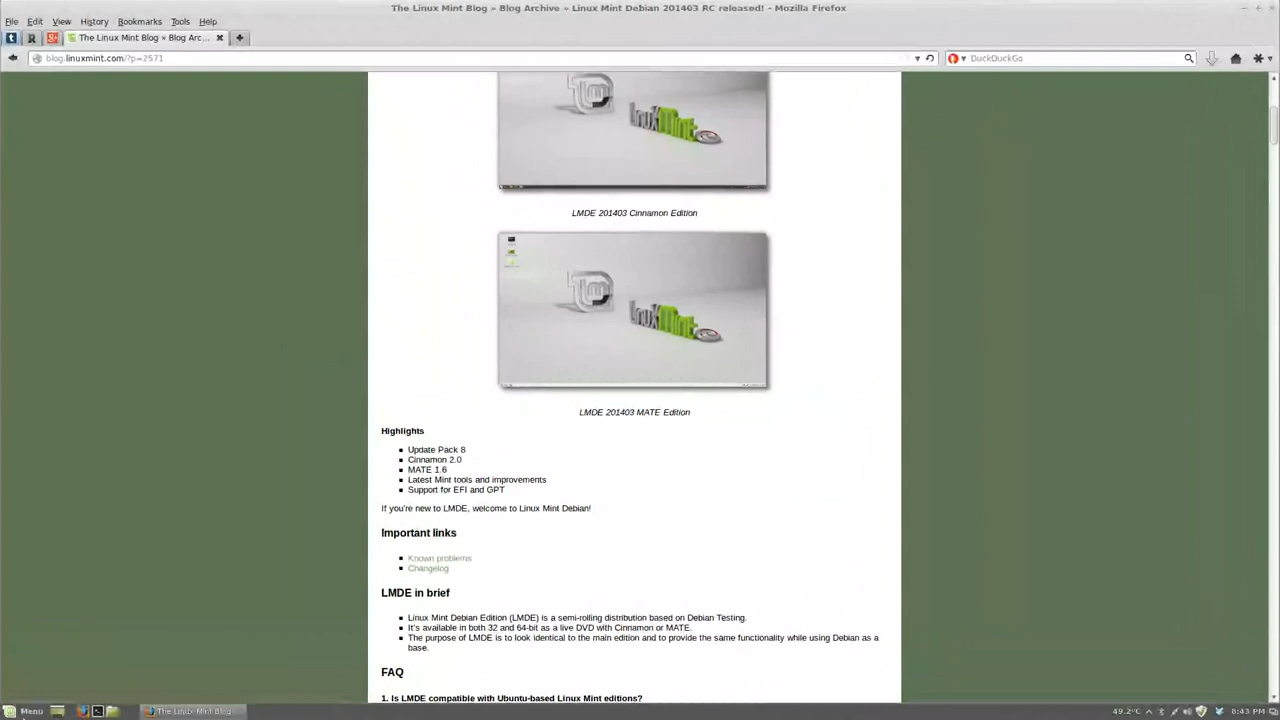 The Linux Mint Blog » Blog Archive » Linux Mint Debian 201403 RC released! - Mozilla Firefox
File Edit View History Bookmarks Tools Help
The Linux Mint Blog » Blog Arc...
blog.linuxmint.com/?p=2571
DuckDuckGo
LinuxMint
LMDE 201403 Cinnamon Edition
LinuxMint
LMDE 201403 MATE Edition
Highlights
Update Pack 8
Cinnamon 2.0
MATE 1.6
Latest Mint tools and improvements
Support for EFI and GPT
If you're new to LMDE, welcome to Linux Mint Debian!
Important links
Known problems
Changelog
LMDE in brief
Linux Mint Debian Edition (LMDE) is a semi-rolling distribution based on Debian Testing.
It's available in both 32 and 64-bit as a live DVD with Cinnamon or MATE.
The purpose of LMDE is to look identical to the main edition and to provide the same functionality while using Debian as a
base.
FAQ
1. Is LMDE compatible with Ubuntu-based Linux Mint editions?
Menu
The Linux Mint Blog...
49.2°C
8:43 PM